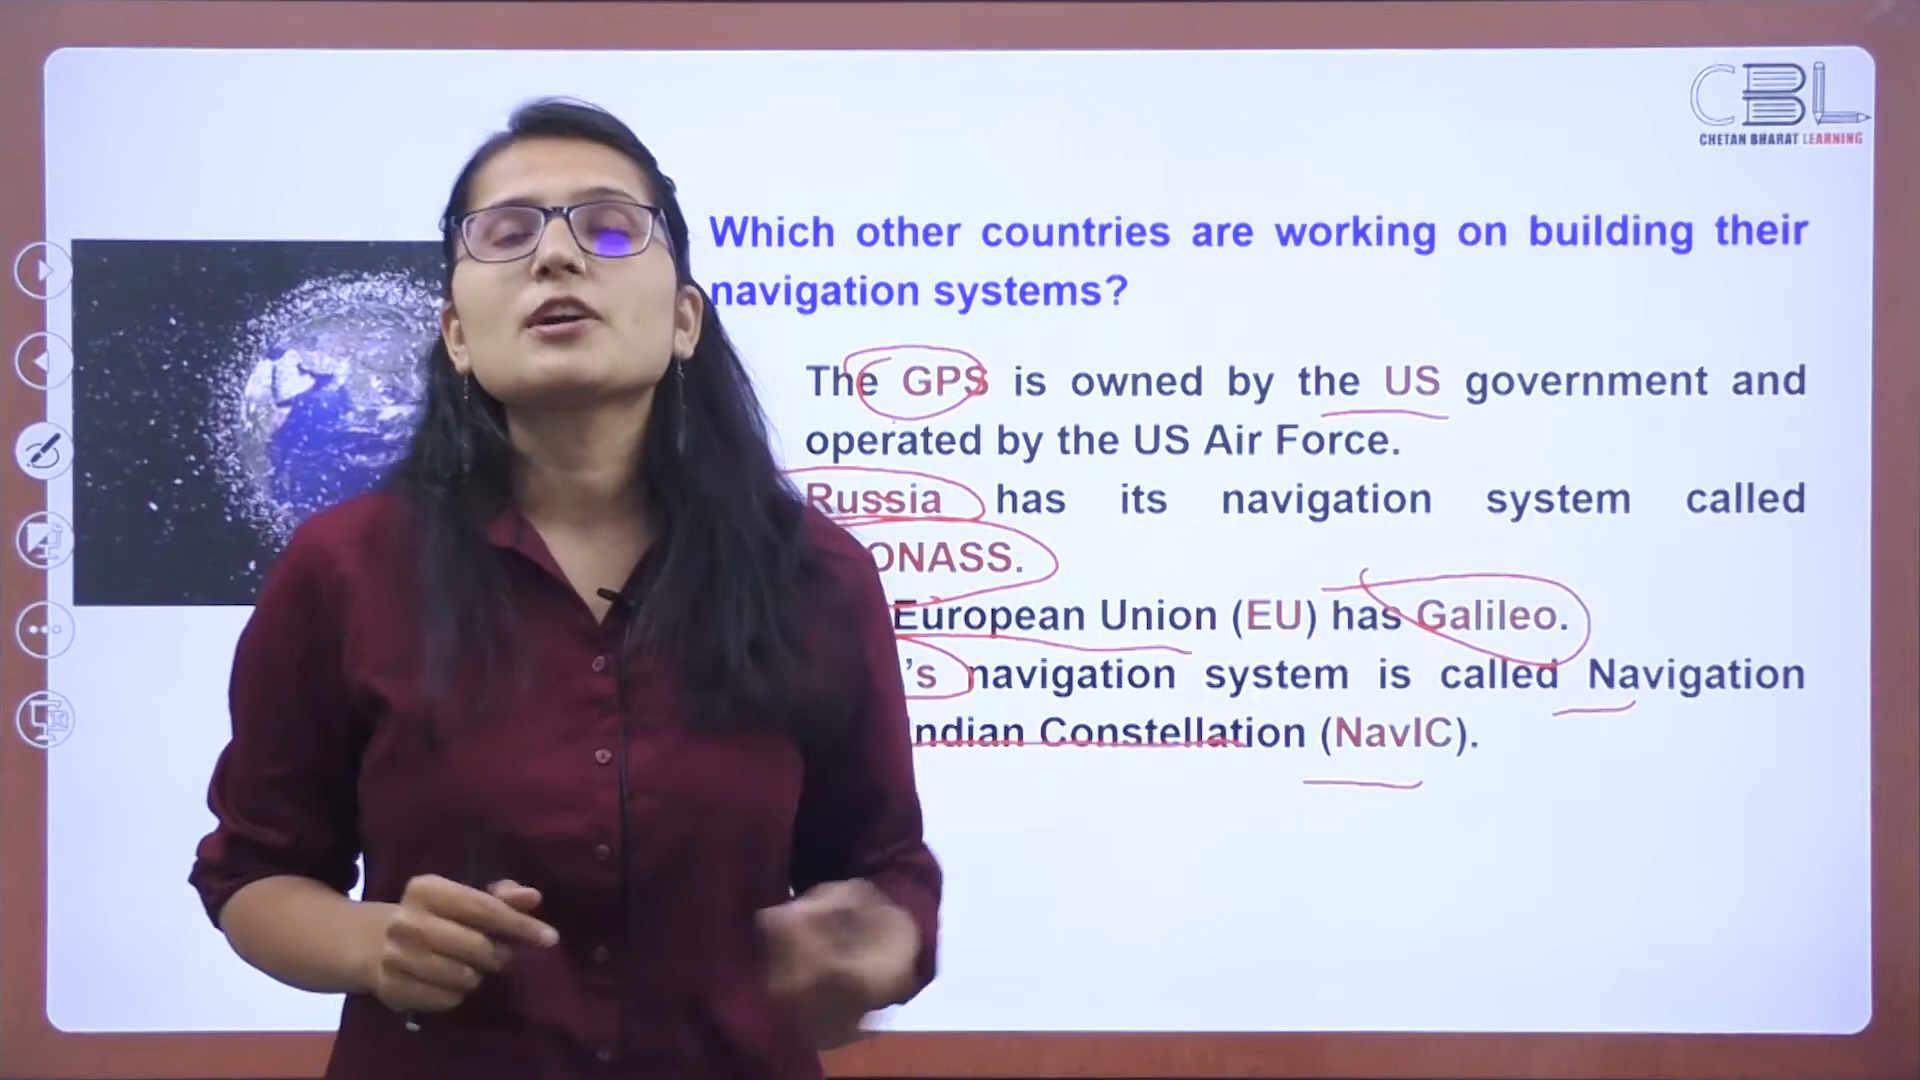 CBL
CHETAN BHARAT LEARNING
Which other countries are working on building their
navigation systems?
The GPS is owned by the US government and
operated by the US Air Force.
Russia has its navigation system called
ONASS.
European Union (EU) has Galileo.
's navigation system is called Navigation
Indian Constellation (NavIC).